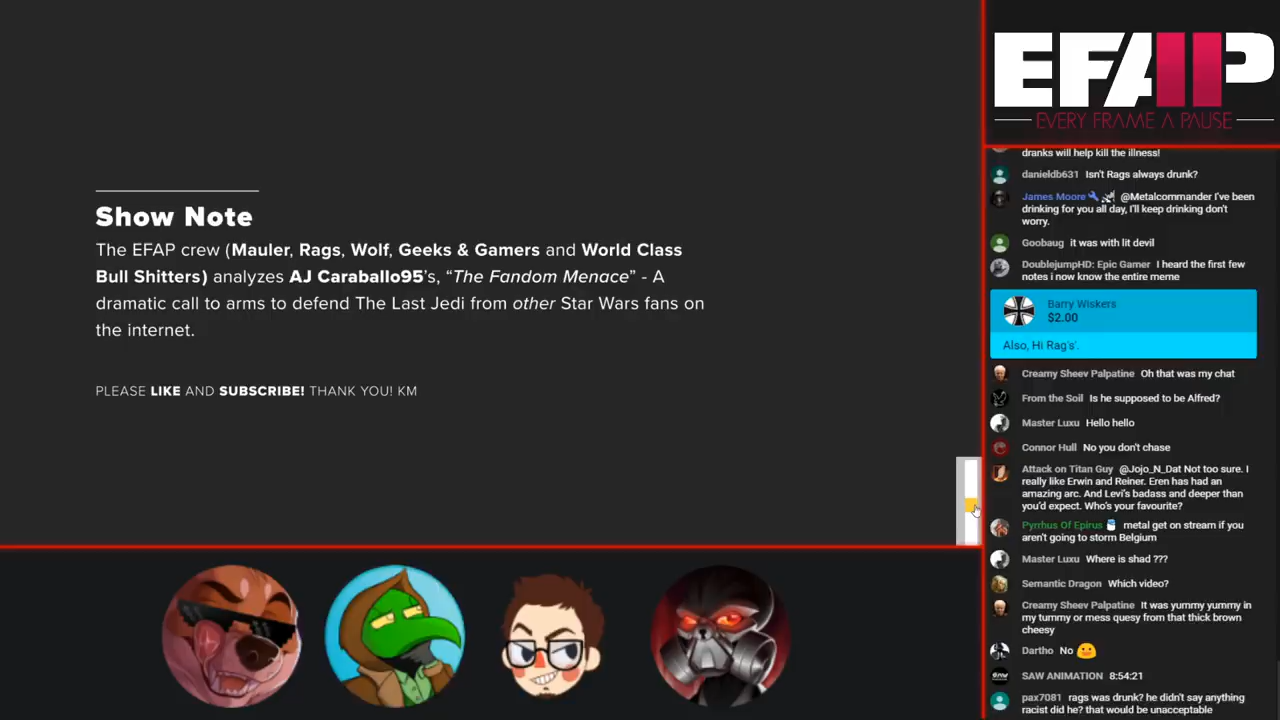 Show Note
The EFAP crew (Mauler, Rags, Wolf, Geeks & Gamers and World Class
Bull Shitters) analyzes AJ Caraballo95's, “The Fandom Menace” - A
dramatic call to arms to defend The Last Jedi from other Star Wars fans on
the internet.
PLEASE LIKE AND SUBSCRIBE! THANK YOU! KM
EFAP
EVERY FRAME A PAUSE
dranks will help kill the illness!
danieldb631 Isn't Rags always drunk?
James Moore @Metalcommander I've been
drinking for you all day, I'll keep drinking don't
worry.
Goobaug it was with lit devil
DoublejumpHD: Epic Gamer I heard the first few
notes i now know the entire meme
Barry Wiskers
$2.00
Also, Hi Rag's'.
Creamy Sheev Palpatine Oh that was my chat
From the Soil Is he supposed to be Alfred?
Master Luxu Hello hello
Connor Hull No you don't chase
Attack on Titan Guy @Jojo_N_Dat Not too sure. I
really like Erwin and Reiner. Eren has had an
amazing arc. And Levi's badass and deeper than
you'd expect. Who's your favourite?
Pyrrhus Of Epirus metal get on stream if you
aren't going to storm Belgium
Master Luxu Where is shad ???
Semantic Dragon Which video?
Creamy Sheev Palpatine It was yummy yummy in
my tummy or mess quesy from that thick brown
cheesy
Dartho No
SAW ANIMATION 8:54:21
pax7081 rags was drunk? he didn't say anything
racist did he? that would be unacceptable